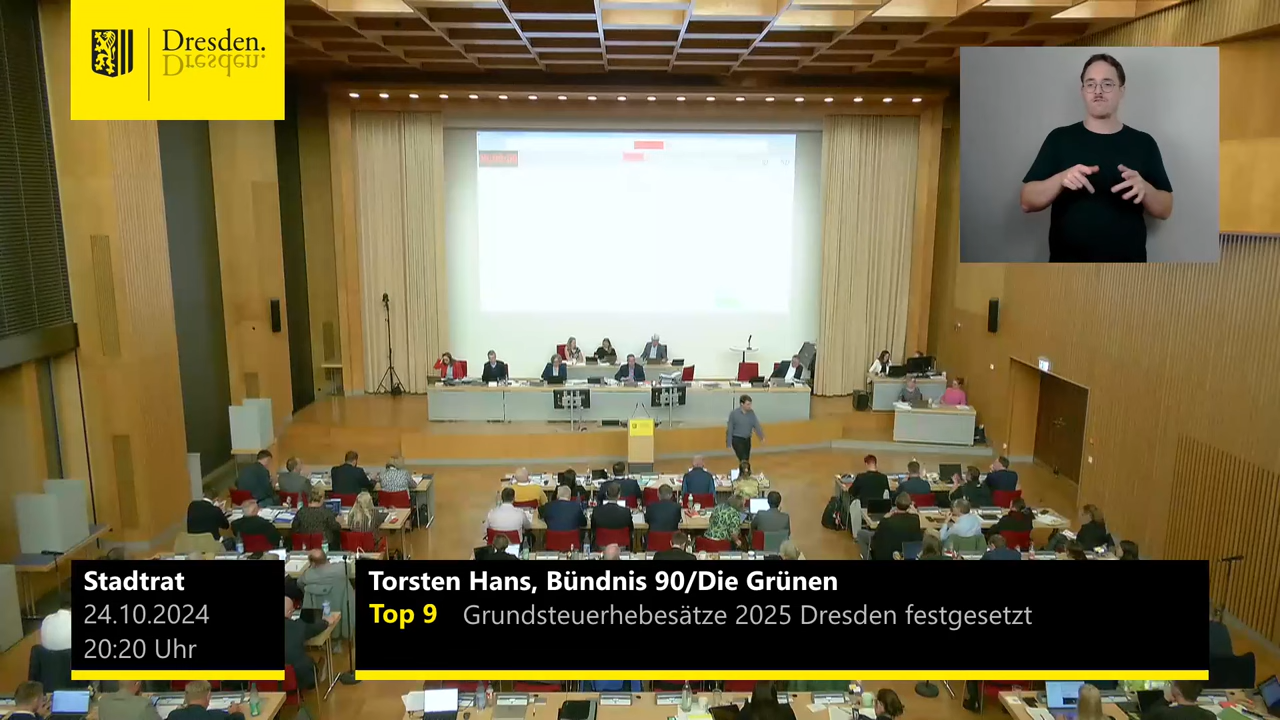 Dresden.
Dresden.
Stadtrat
24.10.2024
20:20 Uhr
Torsten Hans, Bündnis 90/Die Grünen
Top 9 Grundsteuerhebesätze 2025 Dresden festgesetzt